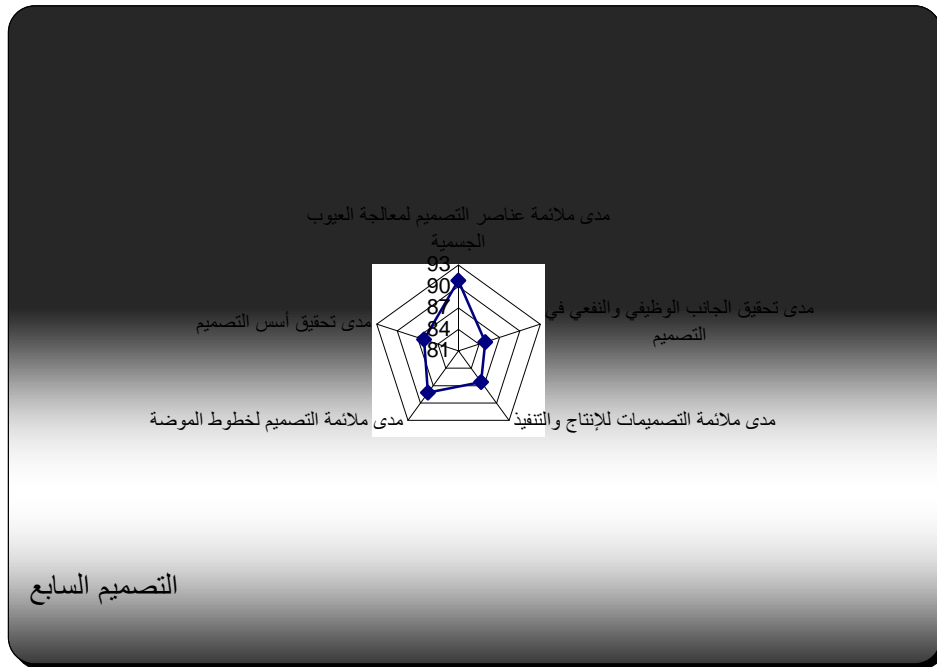 مدى ملائمة عناصر التصميم لمعالجة العيوب
الجسمية
93
90
87
84
81
مدى تحقيق الجانب الوظيفي والنفعي في
التصميم
مدى تحقيق أسس التصميم
مدى ملائمة التصميمات للإنتاج والتنفيذ
مدى ملائمة التصميم لخطوط الموضة
التصميم السابع